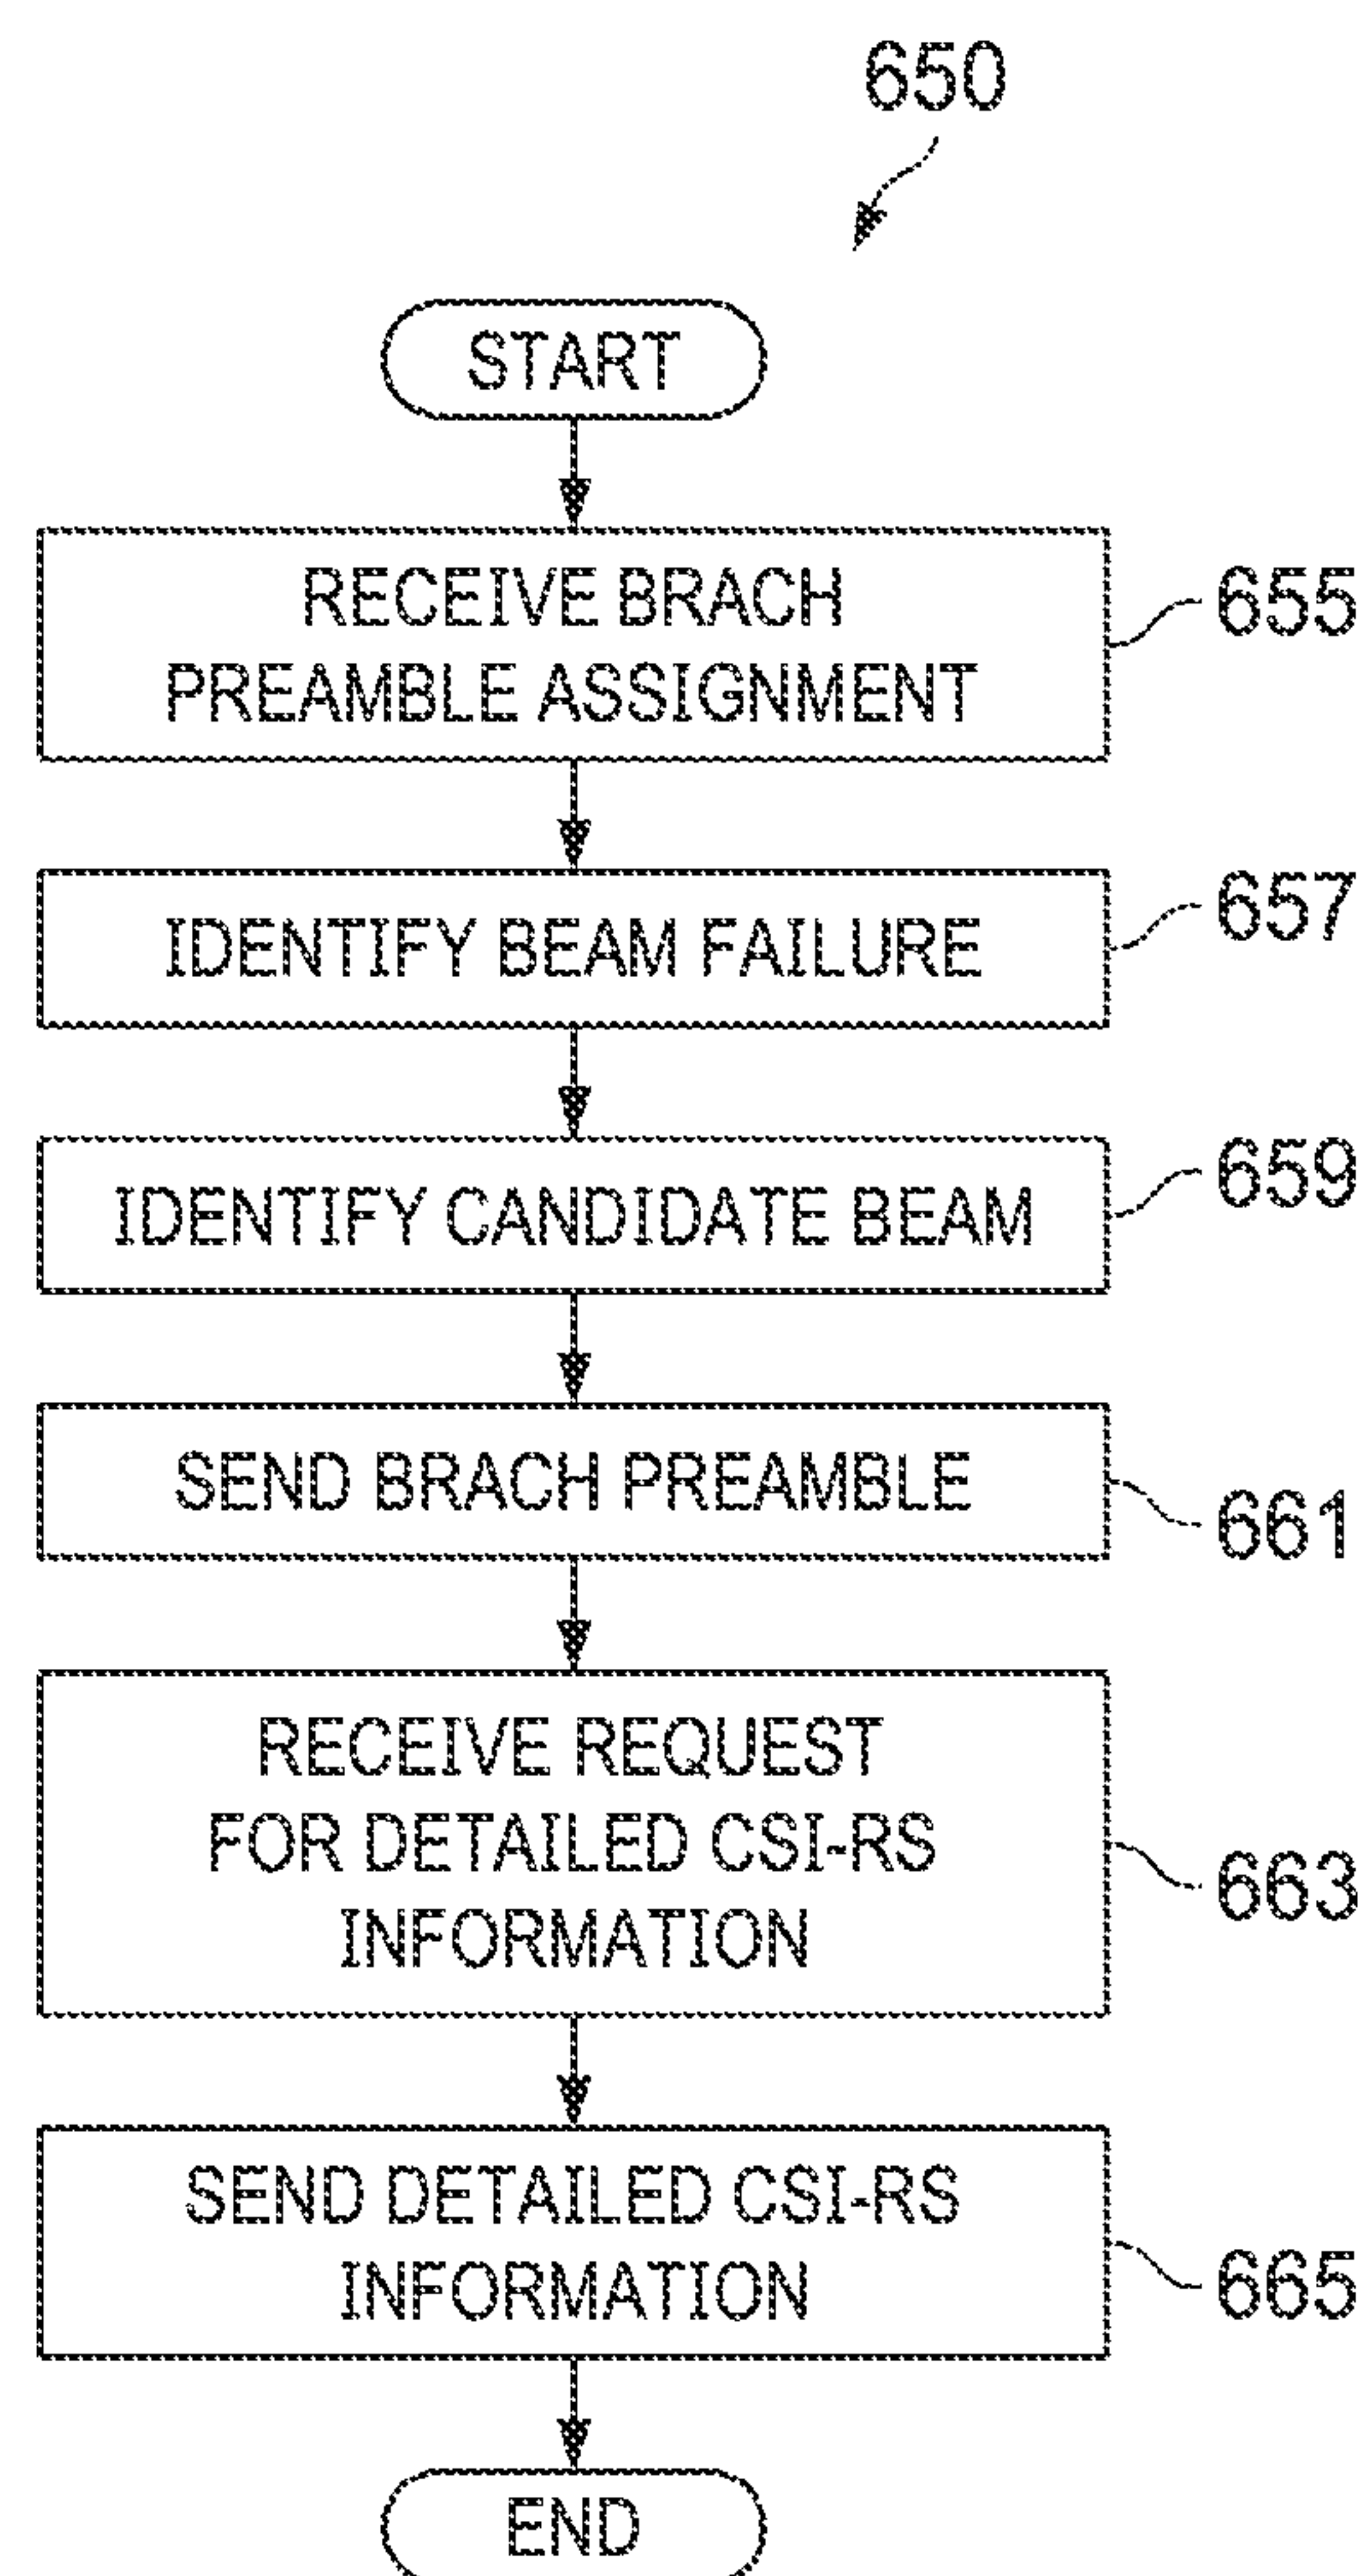 650
START
RECEIVE BRACH
PREAMBLE ASSIGNMENT
655
IDENTIFY BEAM FAILURE
657
IDENTIFY CANDIDATE BEAM
659
SEND BRACH PREAMBLE
661
RECEIVE REQUEST
FOR DETAILED CSI-RS
INFORMATION
663
SEND DETAILED CSI-RS
INFORMATION
665
END